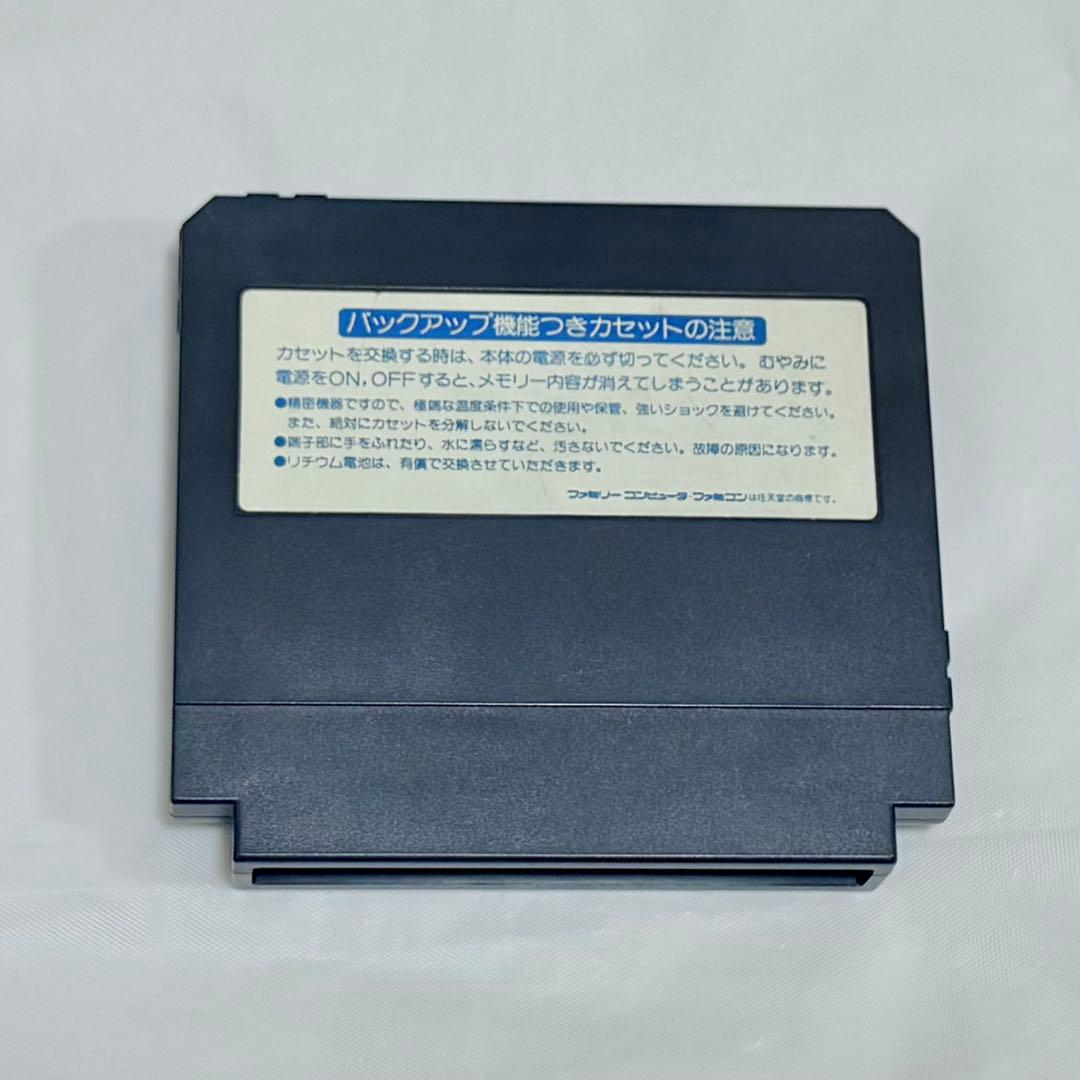 バックアップ機能つきカセットの注意
カセットを交換する時は、本体の電源を必ず切ってください。むやみに
電源をON,OFFすると、メモリー内容が消えてしまうことがあります。
●精密機器ですので、極端な温度条件下での使用や保管、強いショックを避けてください。
また、絶対にカセットを分解しないでください。
●端子部に手をふれたり、水に濡らすなど、汚さないでください。故障の原因になります。
●リチウム電池は、有償で交換させていただきます。
ファミリーコンピュータ・ファミコンは任天堂の商標です。